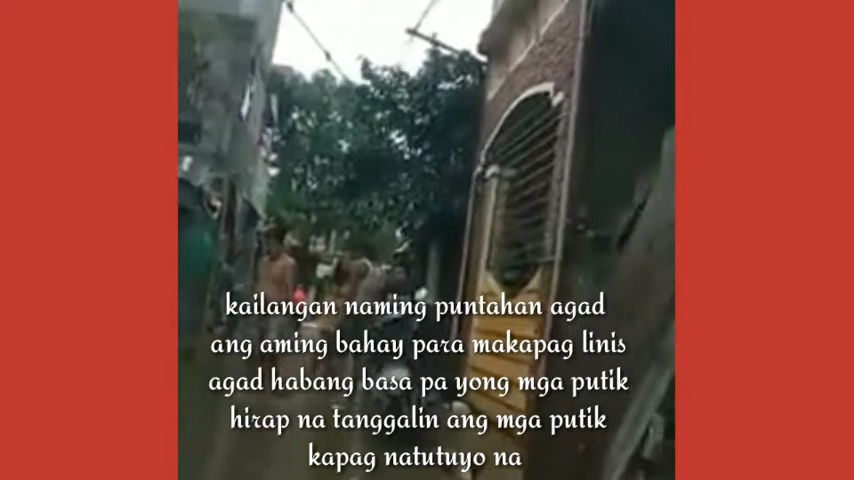 kailangan naming puntahan agad
ang aming bahay para makapag linis
agad habang basa pa yong mga putik
hirap na tanggalin ang mga putik
kapag natutuyo na